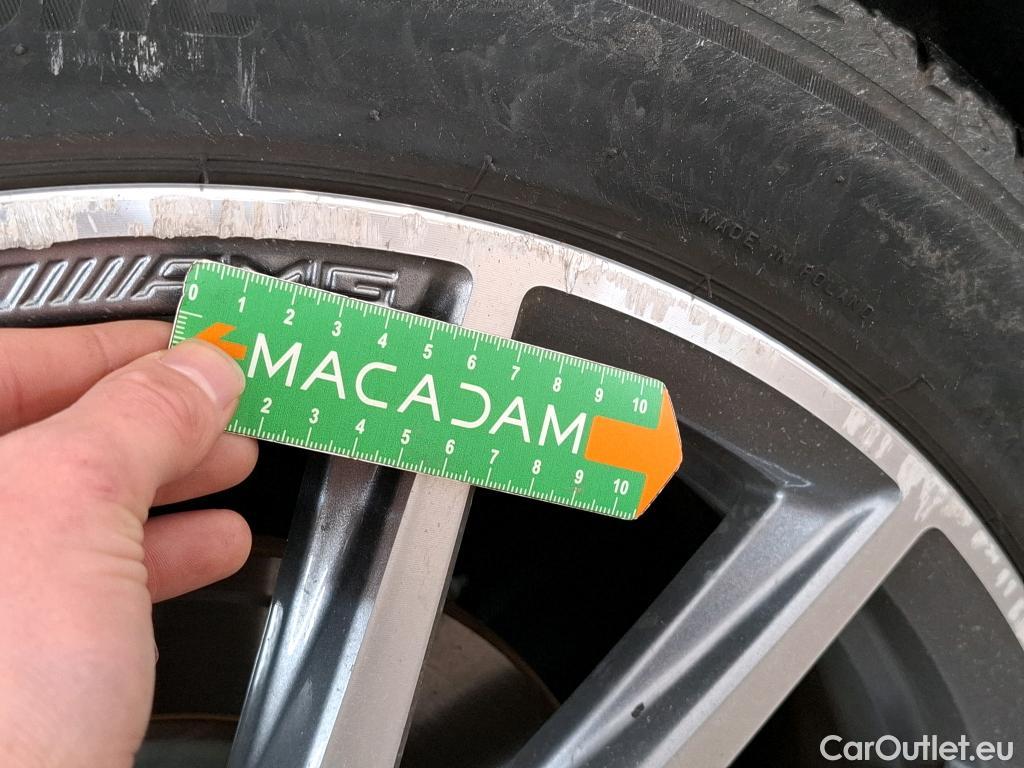 MADE IN POLAND
AMG
0 1 2 3 4 5 6 7 8 9 10
MACADAM
2 3 4 5 6 7 8 9 10
CarOutlet.eu